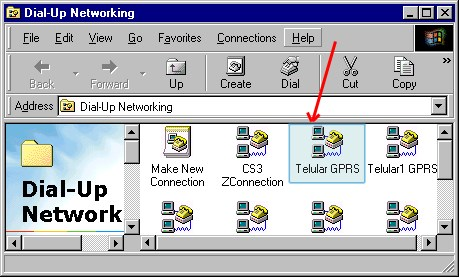 Dial-Up Networking
File Edit View Go Favorites Connections Help
Back Forward Up Create Dial Cut Copy »
Address Dial-Up Networking
Dial-Up
Network
Make New
Connection
CS3
ZConnection
Telular GPRS
Telular1 GPRS